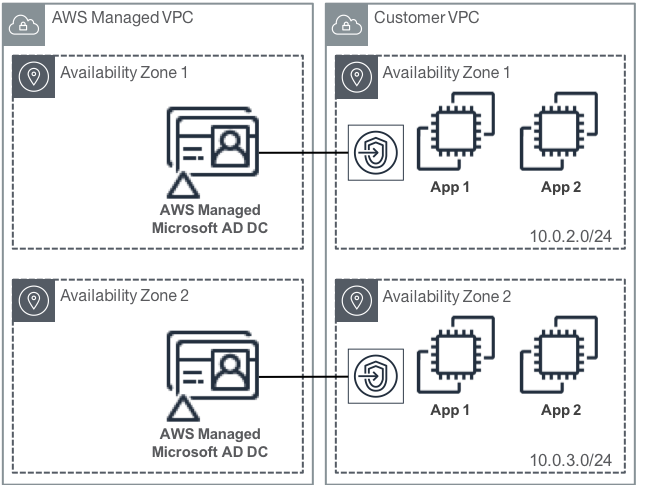 AWS Managed VPC
Customer VPC
Availability Zone 1
AWS Managed
Microsoft AD DC
Availability Zone 1
App 1
App 2
10.0.2.0/24
Availability Zone 2
AWS Managed
Microsoft AD DC
Availability Zone 2
App 1
App 2
10.0.3.0/24